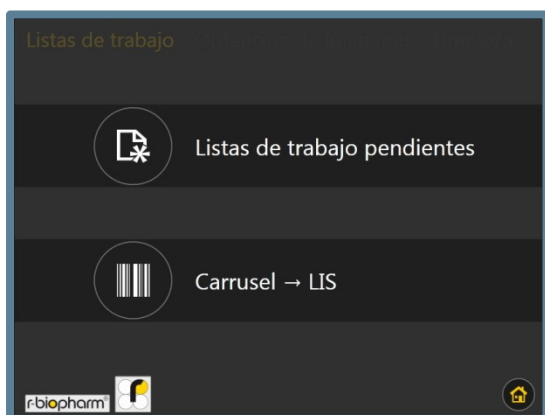 Listas de trabajo
Listas de trabajo pendientes
Carrusel → LIS
r-biopharm®